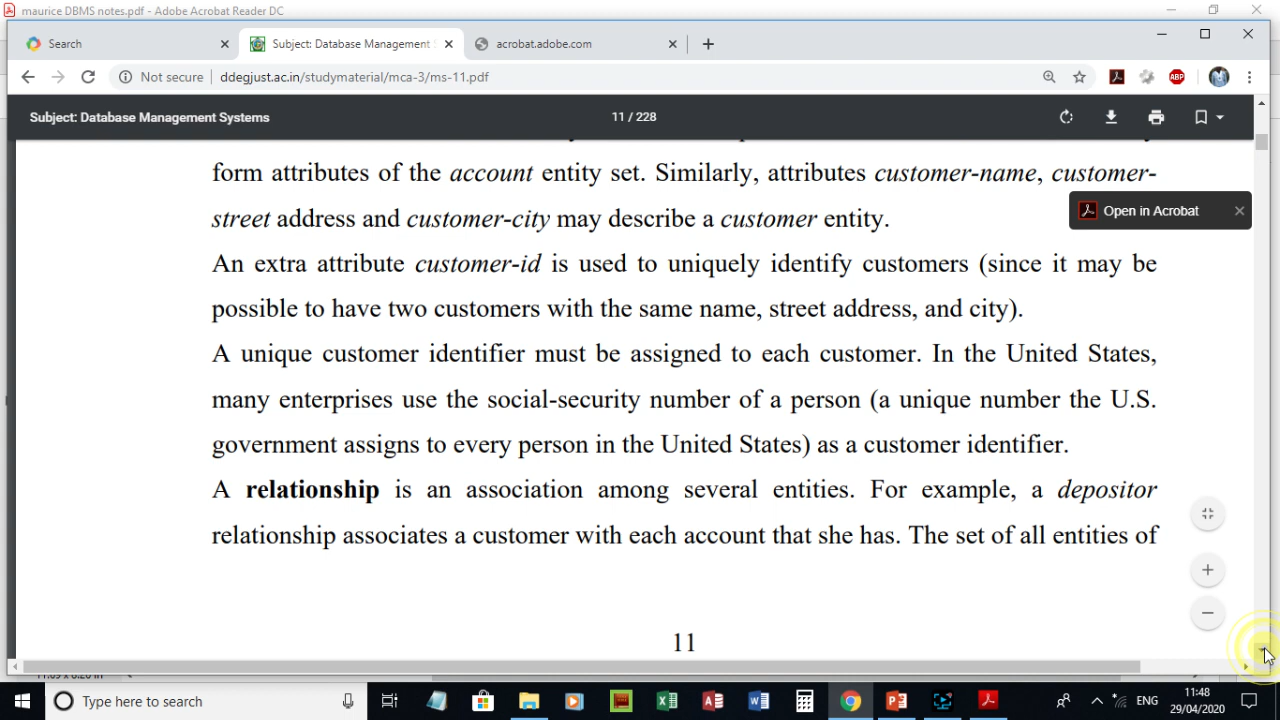 maurice DBMS notes.pdf - Adobe Acrobat Reader DC
Search
Subject: Database Management S
acrobat.adobe.com
Not secure
ddegjust.ac.in/studymaterial/mca-3/ms-11.pdf
ABP
Subject: Database Management Systems
11 / 228
form attributes of the account entity set. Similarly, attributes customer-name, customer-
street address and customer-city may describe a customer entity.
Open in Acrobat
An extra attribute customer-id is used to uniquely identify customers (since it may be
possible to have two customers with the same name, street address, and city).
A unique customer identifier must be assigned to each customer. In the United States,
many enterprises use the social-security number of a person (a unique number the U.S.
government assigns to every person in the United States) as a customer identifier.
A relationship is an association among several entities. For example, a depositor
relationship associates a customer with each account that she has. The set of all entities of
11
Type here to search
ENG
11:48
29/04/2020